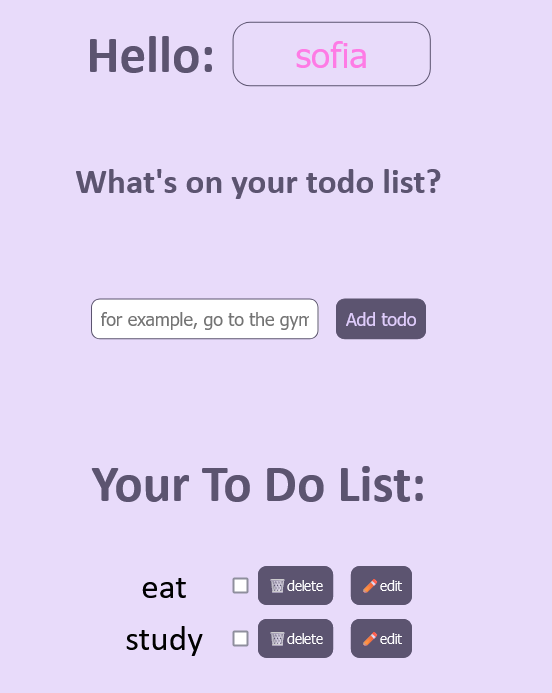 Hello: sofia
What's on your todo list?
for example, go to the gym Add todo
Your To Do List:
eat delete edit
study delete edit